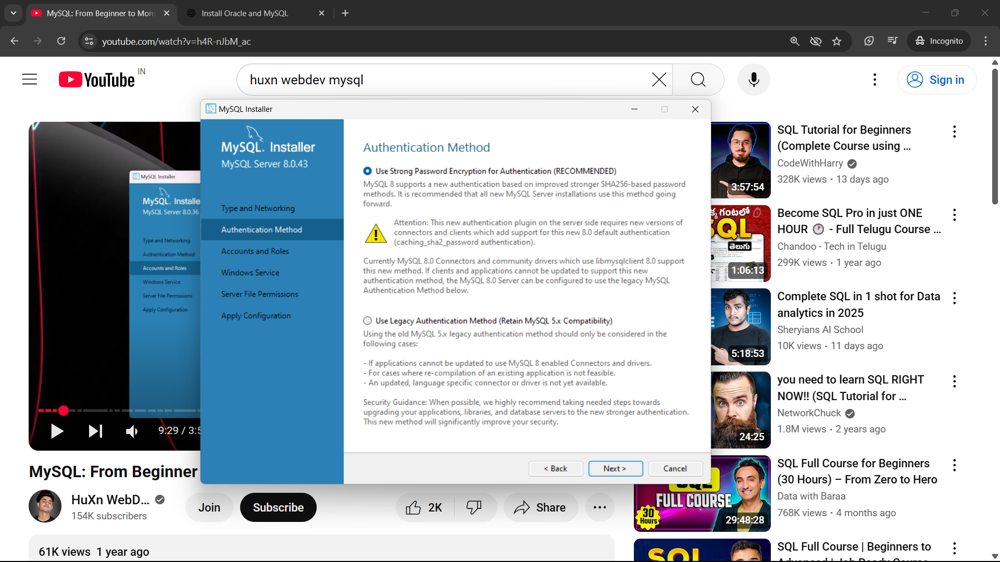 MySQL: From Beginner to Mons
Install Oracle and MySQL
youtube.com/watch?v=h4R-nJbM_ac
Incognito
YouTube IN
huxn webdev mysql
Sign in
MySQL Installer
MySQL. Installer
MySQL Server 8.0.43
Type and Networking
Authentication Method
Accounts and Roles
Windows Service
Server File Permissions
Apply Configuration
Authentication Method
Use Strong Password Encryption for Authentication (RECOMMENDED)
MySQL 8 supports a new authentication based on improved stronger SHA256-based password
methods. It is recommended that all new MySQL Server installations use this method going
forward.
Attention: This new authentication plugin on the server side requires new versions of
connectors and clients which add support for this new 8.0 default authentication
(caching_sha2_password authentication).
Currently MySQL 8.0 Connectors and community drivers which use libmysqlclient 8.0 support
this new method. If clients and applications cannot be updated to support this new
authentication method, the MySQL 8.0 Server can be configured to use the legacy MySQL
Authentication Method below.
Use Legacy Authentication Method (Retain MySQL 5.x Compatibility)
Using the old MySQL 5.x legacy authentication method should only be considered in the
following cases:
- If applications cannot be updated to use MySQL 8 enabled Connectors and drivers.
- For cases where re-compilation of an existing application is not feasible.
- An updated, language specific connector or driver is not yet available.
Security Guidance: When possible, we highly recommend taking needed steps towards
upgrading your applications, libraries, and database servers to the new stronger authentication.
This new method will significantly improve your security.
< Back
Next >
Cancel
MySQL Installer
MySQL. Installe
MySQL Server 8.0.36
Type and Networking
Authentication Method
Accounts and Roles
Windows Service
Server File Permissions
Apply Configuration
9:29 / 3:5
MySQL: From Beginner
HuXn WebD...
154K subscribers
Join
Subscribe
2K
Share
61K views 1 year ago
3:57:54
SQL Tutorial for Beginners
(Complete Course using ...
CodeWithHarry
328K views • 13 days ago
గంటలో
SQL
తెలుగు
1:06:13
Become SQL Pro in just ONE
HOUR - Full Telugu Course ...
Chandoo - Tech in Telugu
299K views • 1 year ago
5:18:53
Complete SQL in 1 shot for Data
analytics in 2025
Sheryians AI School
10K views • 11 days ago
24:25
you need to learn SQL RIGHT
NOW!! (SQL Tutorial for ...
NetworkChuck
1.8M views • 2 years ago
SQL
FULL COURSE
30
Hours
29:48:28
SQL Full Course for Beginners
(30 Hours) – From Zero to Hero
Data with Baraa
768K views • 4 months ago
SQL
SQL Full Course | Beginners to